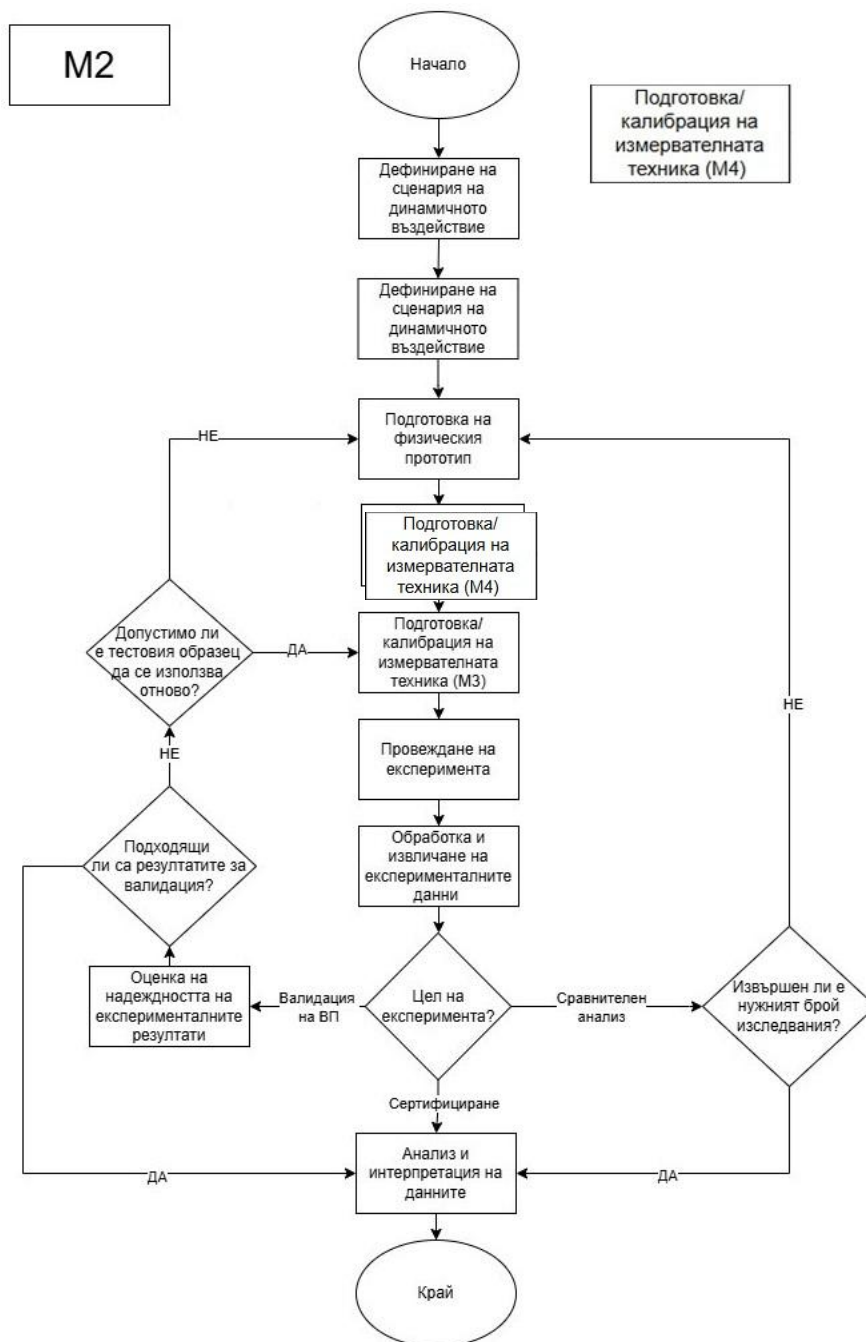 M2
Начало
Подготовка/
калибрация на
измервателната
техника (М4)
Дефиниране на
сценария на
динамичното
въздействие
Дефиниране на
сценария на
динамичното
въздействие
Подготовка на
физическия
прототип
НЕ
Подготовка/
калибрация на
измервателната
техника (М4)
Допустимо ли
е тестовия образец
да се използва
отново?
ДА
Подготовка/
калибрация на
измервателната
техника (М3)
НЕ
НЕ
Провеждане на
експеримента
Подходящи
ли са резултатите за
валидация?
Обработка и
извличане на
експерименталните
данни
Оценка на
надеждността на
експерименталните
резултати
Валидация
на ВП
Цел на
експеримента?
Сравнителен
анализ
Извършен ли е
нужният брой
изследвания?
Сертифициране
Анализ и
интерпретация на
данните
ДА
ДА
Край